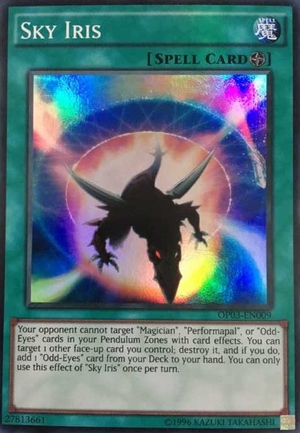 SKY IRIS
SPELL
魔
[SPELL CARD]
OP03-EN009
Your opponent cannot target "Magician", "Performapal", or "Odd-
Eyes" cards in your Pendulum Zones with card effects. You can
target 1 other face-up card you control; destroy it, and if you do,
add 1 "Odd-Eyes" card from your Deck to your hand. You can only
use this effect of "Sky Iris" once per turn.
27813661
©1996 KAZUKI TAKAHASHI